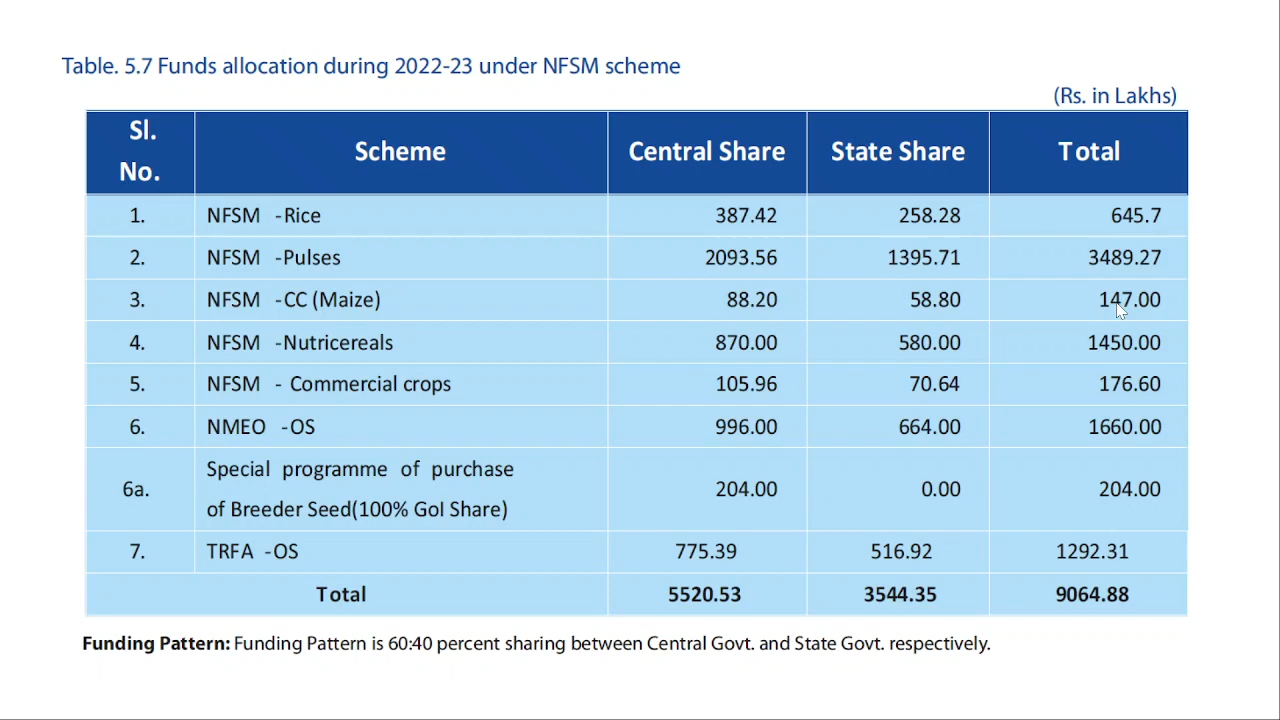 Table. 5.7 Funds allocation during 2022-23 under NFSM scheme
(Rs. in Lakhs)
Sl. No. Scheme Central Share State Share Total
1. NFSM -Rice 387.42 258.28 645.7
2. NFSM -Pulses 2093.56 1395.71 3489.27
3. NFSM -CC (Maize) 88.20 58.80 147.00
4. NFSM -Nutricereals 870.00 580.00 1450.00
5. NFSM - Commercial crops 105.96 70.64 176.60
6. NMEO -OS 996.00 664.00 1660.00
6a. Special programme of purchase
of Breeder Seed(100% GoI Share) 204.00 0.00 204.00
7. TRFA -OS 775.39 516.92 1292.31
Total 5520.53 3544.35 9064.88
Funding Pattern: Funding Pattern is 60:40 percent sharing between Central Govt. and State Govt. respectively.